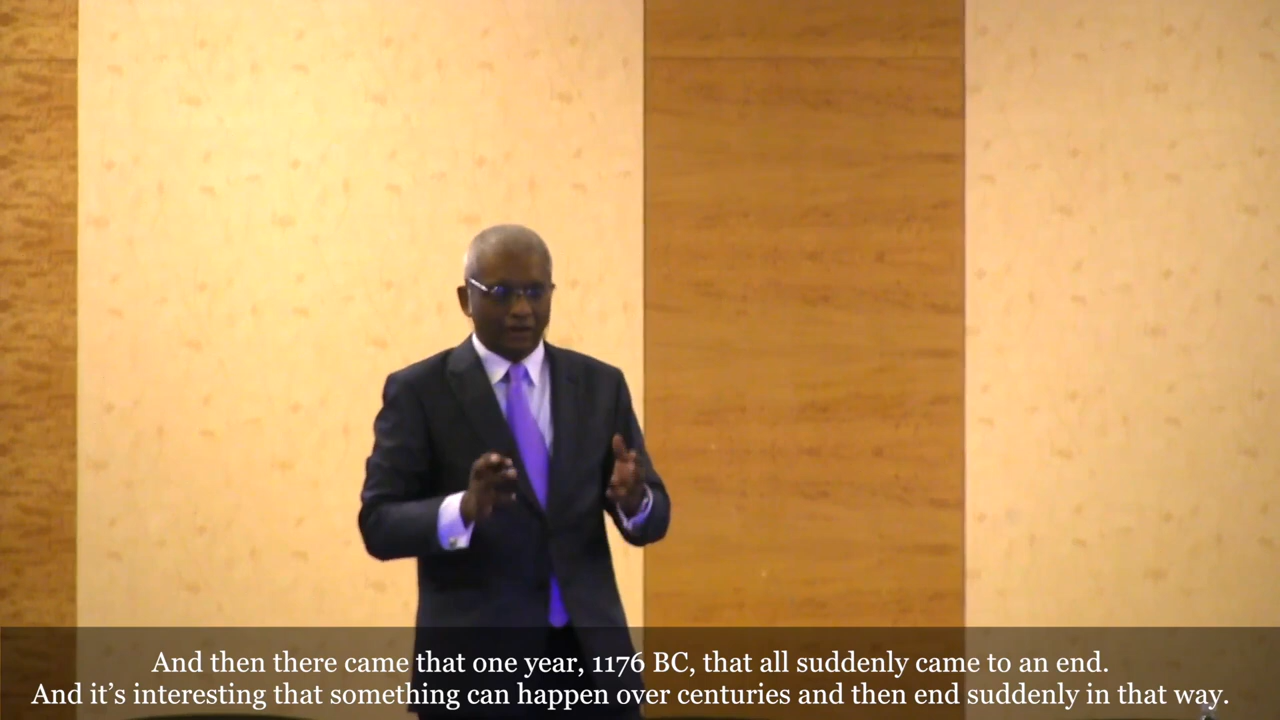 And then there came that one year, 1176 BC, that all suddenly came to an end.
And it’s interesting that something can happen over centuries and then end suddenly in that way.